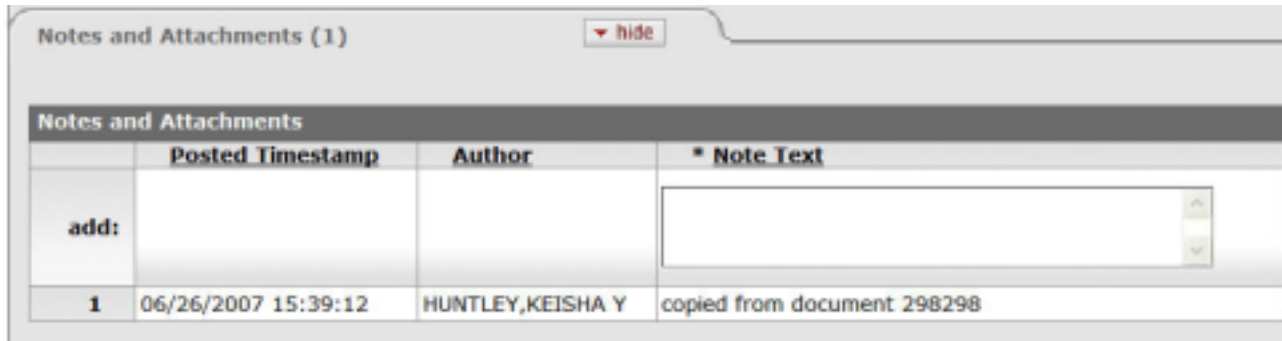 Notes and Attachments (1) hide
Notes and Attachments
Posted Timestamp Author * Note Text
add:
1 06/26/2007 15:39:12 HUNTLEY,KEISHA Y copied from document 298298